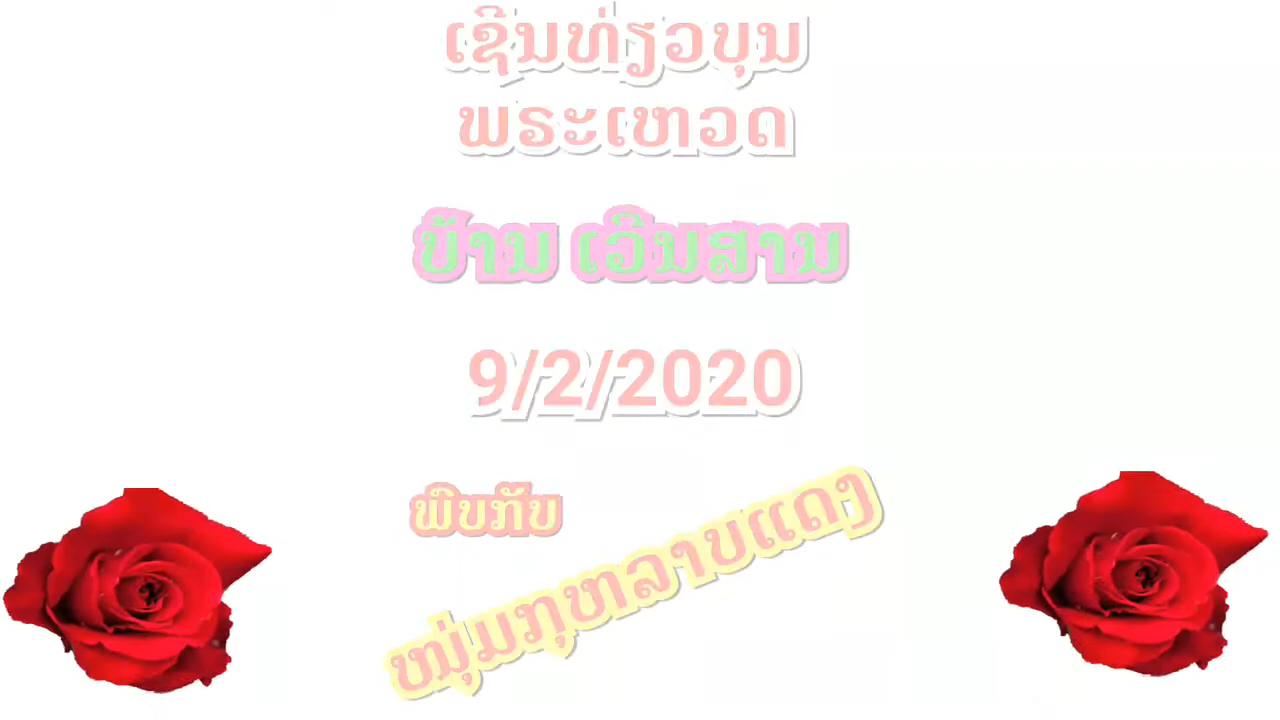 ເຊີນທ່ຽວບຸນ
ພຣະເຫວດ
ບ້ານ ເວີນສານ
9/2/2020
ພົບກັບ
ຫນຸ່ມກຸຫລາບແດງ